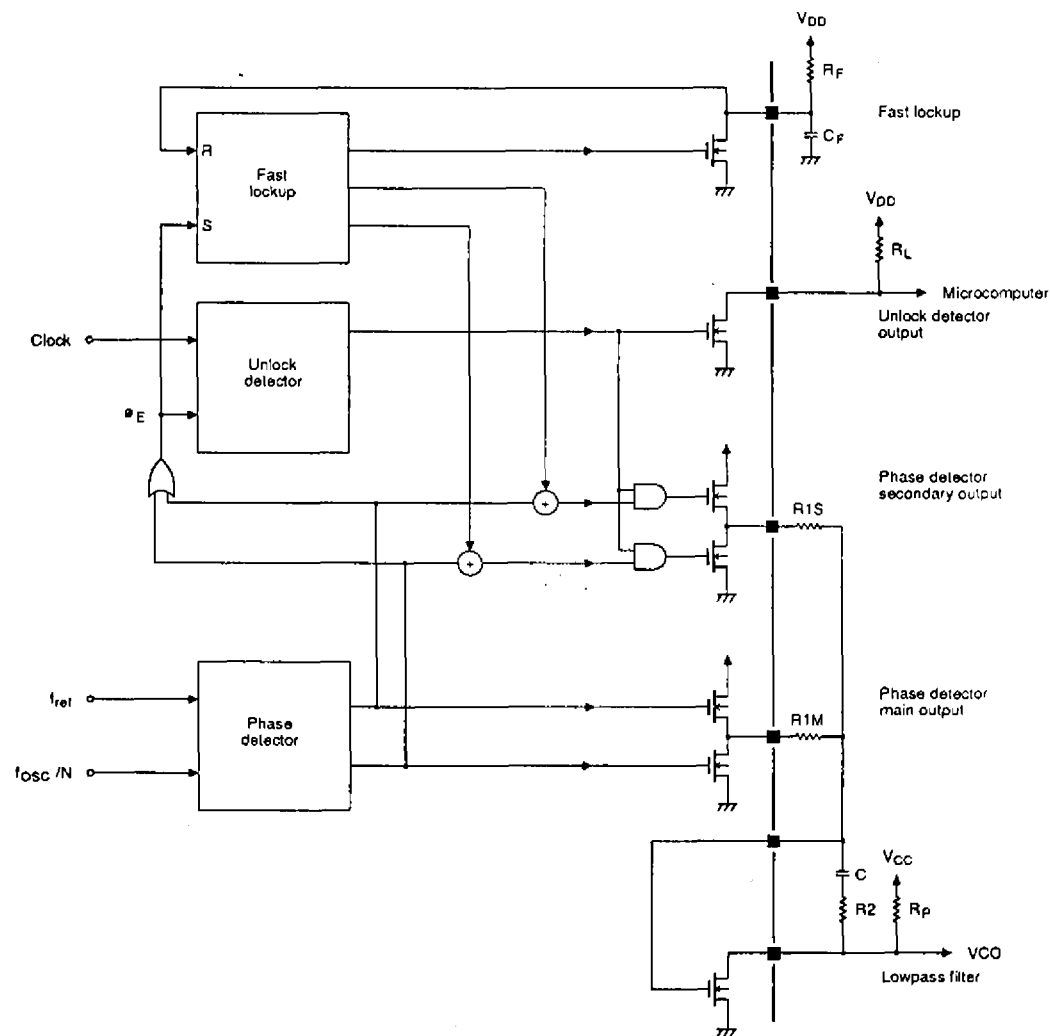 VDD
RF
CF
Fast lockup
R
S
Fast
lockup
VDD
RL
Microcomputer
Unlock detector
output
Clock
Unlock
detector
øE
Phase detector
secondary output
R1S
+
+
fref
fosc /N
Phase
detector
Phase detector
main output
R1M
C
R2
VCC
RP
VCO
Lowpass filter